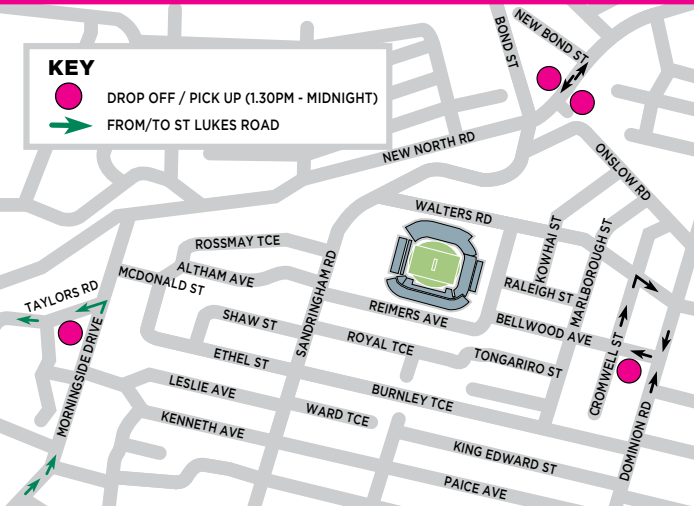 KEY
DROP OFF / PICK UP (1.30PM - MIDNIGHT)
FROM/TO ST LUKES ROAD
BOND ST
NEW BOND ST
NEW NORTH RD
ONSLOW RD
WALTERS RD
ROSSMAY TCE
KOWHAI ST
MARLBOROUGH ST
SANDRINGHAM RD
MCDONALD ST
ALTHAM AVE
TAYLORS RD
RALEIGH ST
REIMERS AVE
SHAW ST
BELLWOOD AVE
ROYAL TCE
CROMWELL ST
MORNINGSIDE DRIVE
ETHEL ST
TONGARIRO ST
LESLIE AVE
BURNLEY TCE
DOMINION RD
WARD TCE
KENNETH AVE
KING EDWARD ST
PAICE AVE